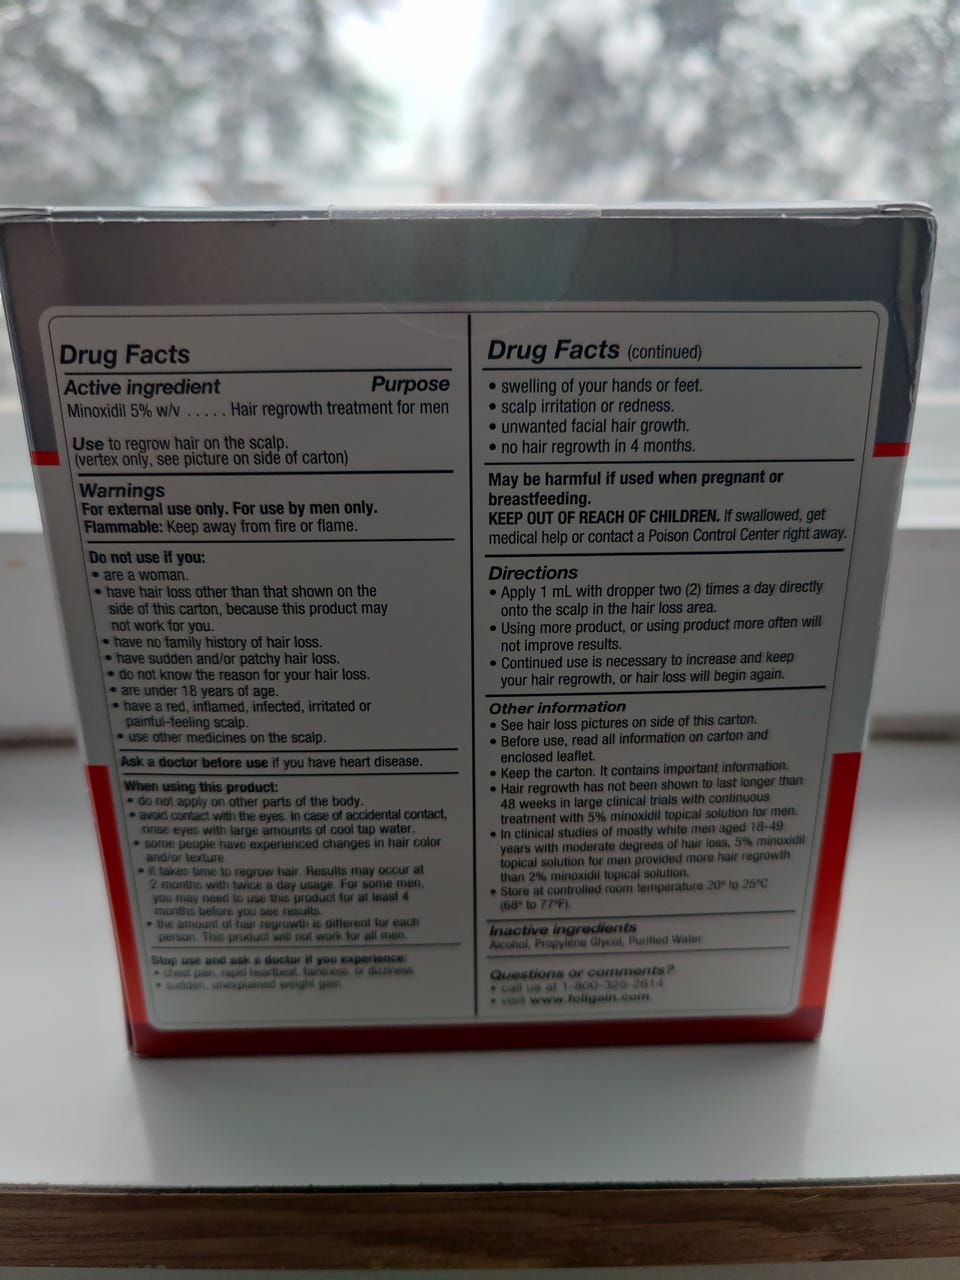 Drug Facts
Active ingredient Purpose
Minoxidil 5% w/v . . . . . Hair regrowth treatment for men
Use to regrow hair on the scalp.
(vertex only, see picture on side of carton)
Warnings
For external use only. For use by men only.
Flammable: Keep away from fire or flame.
Do not use if you:
• are a woman.
• have hair loss other than that shown on the
side of this carton, because this product may
not work for you.
• have no family history of hair loss.
• have sudden and/or patchy hair loss.
• do not know the reason for your hair loss.
• are under 18 years of age.
• have a red, inflamed, infected, irritated or
painful-feeling scalp.
• use other medicines on the scalp.
Ask a doctor before use if you have heart disease.
When using this product:
• do not apply on other parts of the body.
• avoid contact with the eyes. In case of accidental contact,
rinse eyes with large amounts of cool tap water.
• some people have experienced changes in hair color
and/or texture.
• it takes time to regrow hair. Results may occur at
2 months with twice a day usage. For some men,
you may need to use this product for at least 4
months before you see results.
• the amount of hair regrowth is different for each
person. This product will not work for all men.
Stop use and ask a doctor if you experience:
• chest pain, rapid heartbeat, faintness, or dizziness.
• sudden, unexplained weight gain.
Drug Facts (continued)
• swelling of your hands or feet.
• scalp irritation or redness.
• unwanted facial hair growth.
• no hair regrowth in 4 months.
May be harmful if used when pregnant or
breastfeeding.
KEEP OUT OF REACH OF CHILDREN. If swallowed, get
medical help or contact a Poison Control Center right away.
Directions
• Apply 1 mL with dropper two (2) times a day directly
onto the scalp in the hair loss area.
• Using more product, or using product more often will
not improve results.
• Continued use is necessary to increase and keep
your hair regrowth, or hair loss will begin again.
Other information
• See hair loss pictures on side of this carton.
• Before use, read all information on carton and
enclosed leaflet.
• Keep the carton. It contains important information.
• Hair regrowth has not been shown to last longer than
48 weeks in large clinical trials with continuous
treatment with 5% minoxidil topical solution for men.
• In clinical studies of mostly white men aged 18-49
years with moderate degrees of hair loss, 5% minoxidil
topical solution for men provided more hair regrowth
than 2% minoxidil topical solution.
• Store at controlled room temperature 20° to 25°C
(68° to 77°F).
Inactive ingredients
Alcohol, Propylene Glycol, Purified Water.
Questions or comments?
• call us at 1-800-325-2614
• visit www.foligain.com